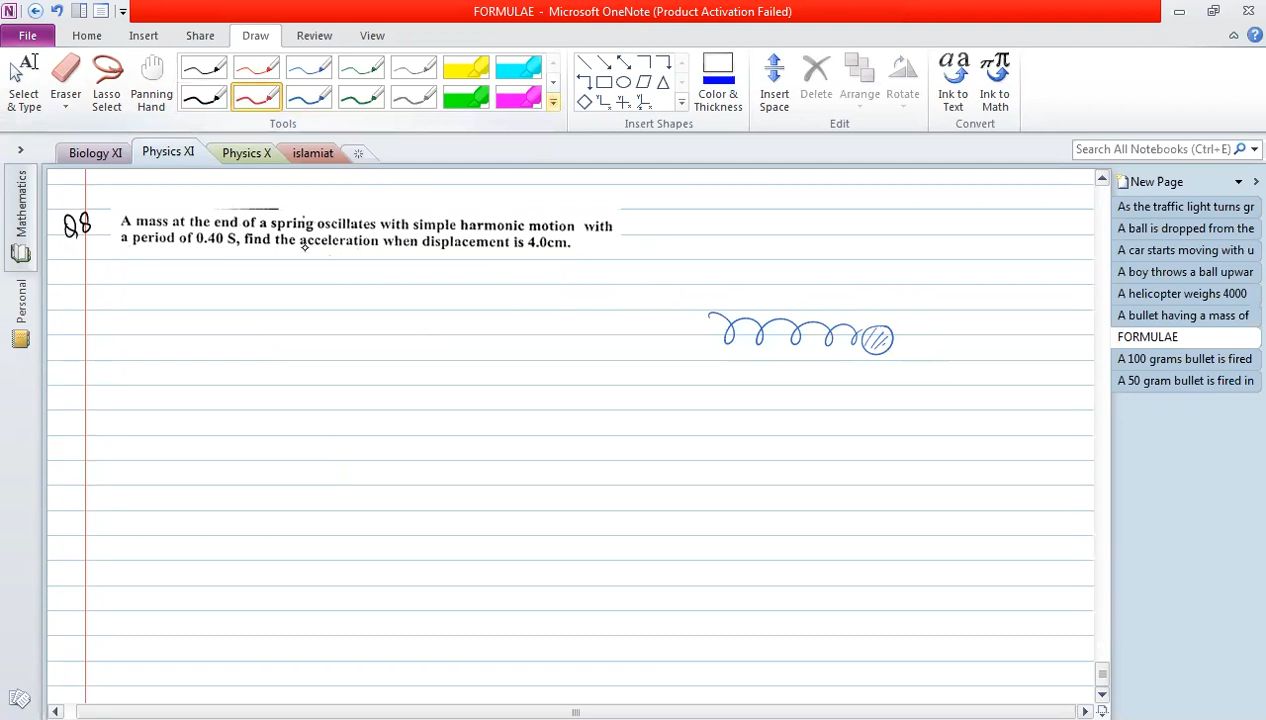 FORMULAE - Microsoft OneNote (Product Activation Failed)
File Home Insert Share Draw Review View
Select & Type
Eraser
Lasso Select
Panning Hand
Color & Thickness
Insert Space
Delete
Arrange
Rotate
Ink to Text
Ink to Math
Tools
Insert Shapes
Edit
Convert
Biology XI Physics XI Physics X islamiat
Search All Notebooks (Ctrl+E)
Mathematics
Personal
New Page
As the traffic light turns gr
A ball is dropped from the
A car starts moving with u
A boy throws a ball upwar
A helicopter weighs 4000
A bullet having a mass of
FORMULAE
A 100 grams bullet is fired
A 50 gram bullet is fired in
Q8
A mass at the end of a spring oscillates with simple harmonic motion with
a period of 0.40 S, find the acceleration when displacement is 4.0cm.